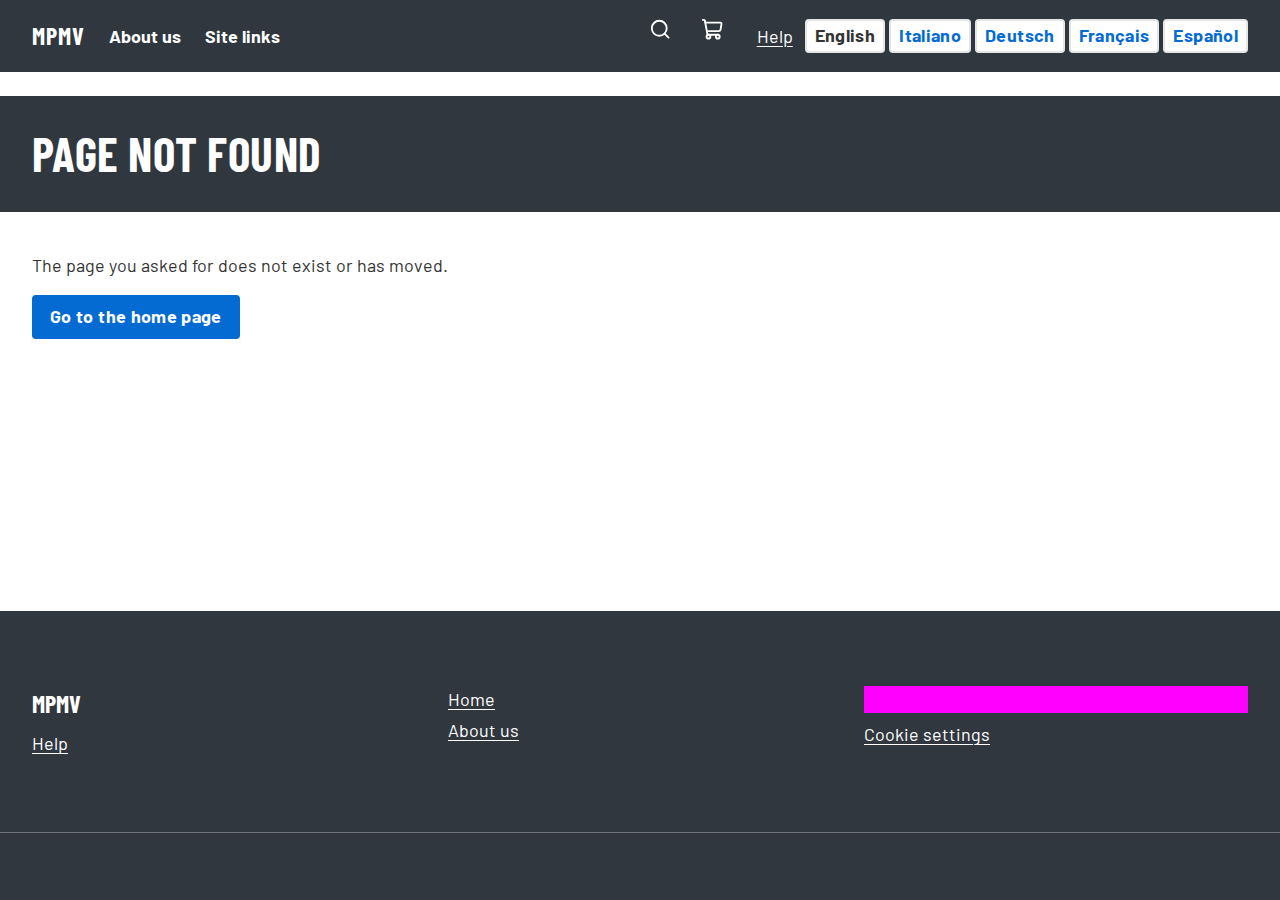 MPMV About us Site links Help English Italiano Deutsch Français Español
PAGE NOT FOUND
The page you asked for does not exist or has moved.
Go to the home page
MPMV
Help
Home
About us
Cookie settings